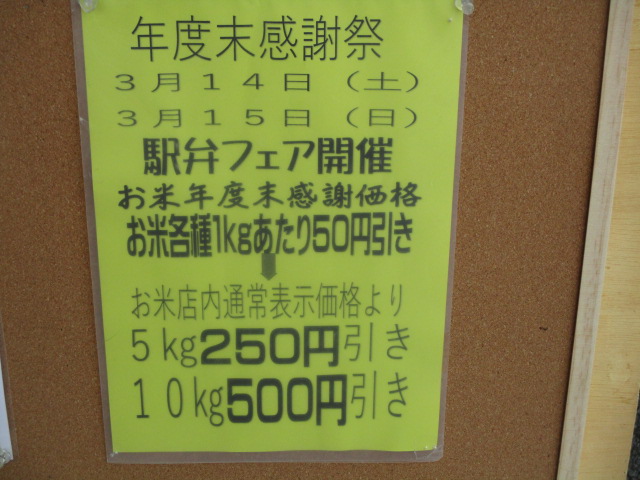 年度末感謝祭
３月１４日（土）
３月１５日（日）
駅弁フェア開催
お米年度末感謝価格
お米各種1kgあたり50円引き
⬇
お米店内通常表示価格より
５kg250円引き
１０kg500円引き